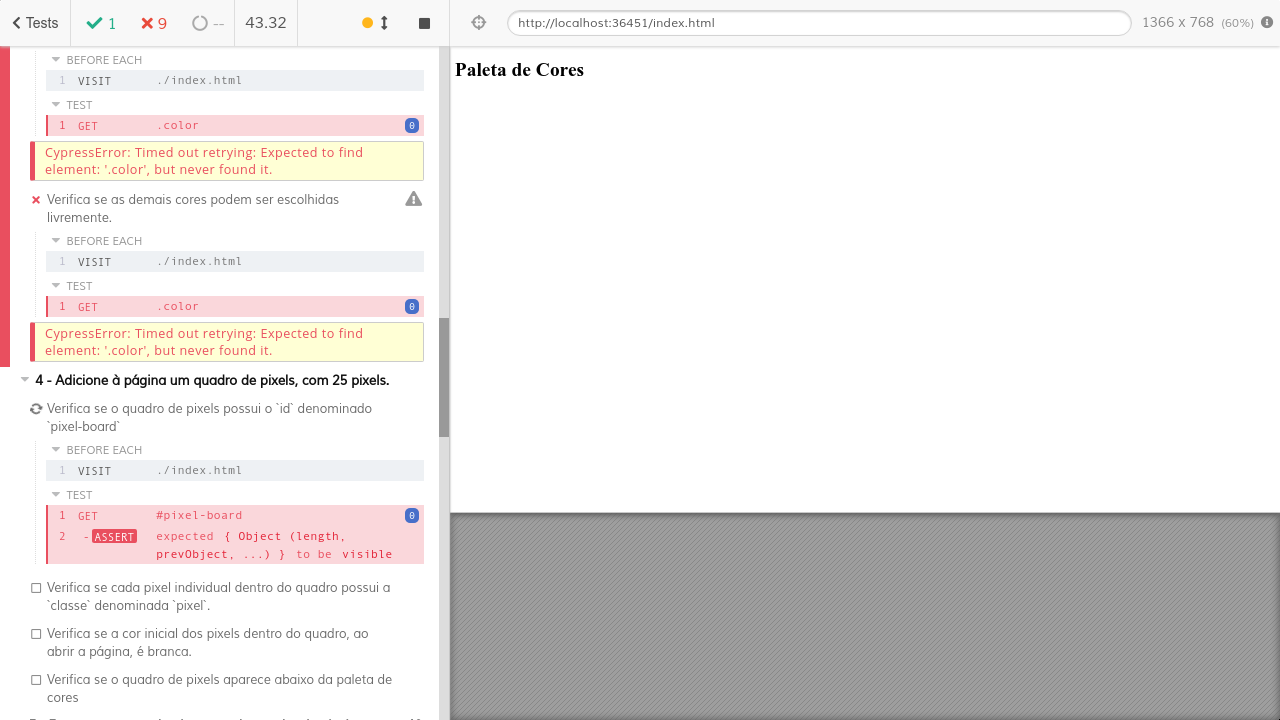 Tests 1 9 -- 43.32 http://localhost:36451/index.html 1366 x 768 (60%)
BEFORE EACH
1 VISIT ./index.html
TEST
1 GET .color 0
CypressError: Timed out retrying: Expected to find
element: '.color', but never found it.
Verifica se as demais cores podem ser escolhidas
livremente.
BEFORE EACH
1 VISIT ./index.html
TEST
1 GET .color 0
CypressError: Timed out retrying: Expected to find
element: '.color', but never found it.
4 - Adicione à página um quadro de pixels, com 25 pixels.
Verifica se o quadro de pixels possui o `id` denominado
`pixel-board`
BEFORE EACH
1 VISIT ./index.html
TEST
1 GET #pixel-board 0
2 -ASSERT expected { Object (length,
prevObject, ...) } to be visible
Verifica se cada pixel individual dentro do quadro possui a
`classe` denominada `pixel`.
Verifica se a cor inicial dos pixels dentro do quadro, ao
abrir a página, é branca.
Verifica se o quadro de pixels aparece abaixo da paleta de
cores
Paleta de Cores